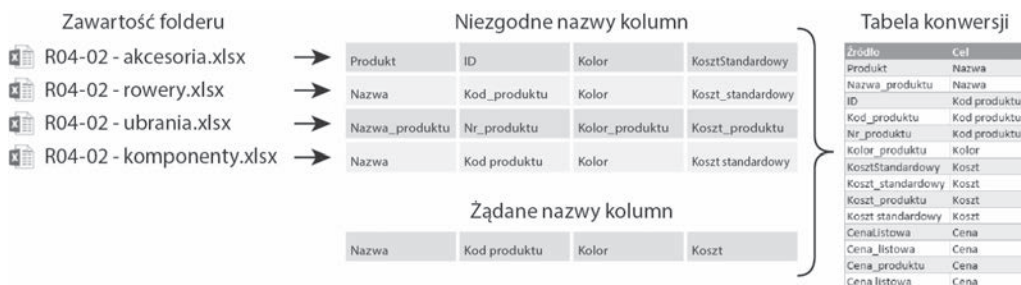 Zawartość folderu
R04-02 - akcesoria.xlsx
R04-02 - rowery.xlsx
R04-02 - ubrania.xlsx
R04-02 - komponenty.xlsx
Niezgodne nazwy kolumn
Produkt ID Kolor KosztStandardowy
Nazwa Kod_produktu Kolor Koszt_standardowy
Nazwa_produktu Nr_produktu Kolor_produktu Koszt_produktu
Nazwa Kod produktu Kolor Koszt standardowy
Żądane nazwy kolumn
Nazwa Kod produktu Kolor Koszt
Tabela konwersji
Źródło Cel
Produkt Nazwa
Nazwa_produktu Nazwa
ID Kod produktu
Kod_produktu Kod produktu
Nr_produktu Kod produktu
Kolor_produktu Kolor
KosztStandardowy Koszt
Koszt_standardowy Koszt
Koszt_produktu Koszt
Koszt standardowy Koszt
CenaListowa Cena
Cena_listowa Cena
Cena_produktu Cena
Cena listowa Cena